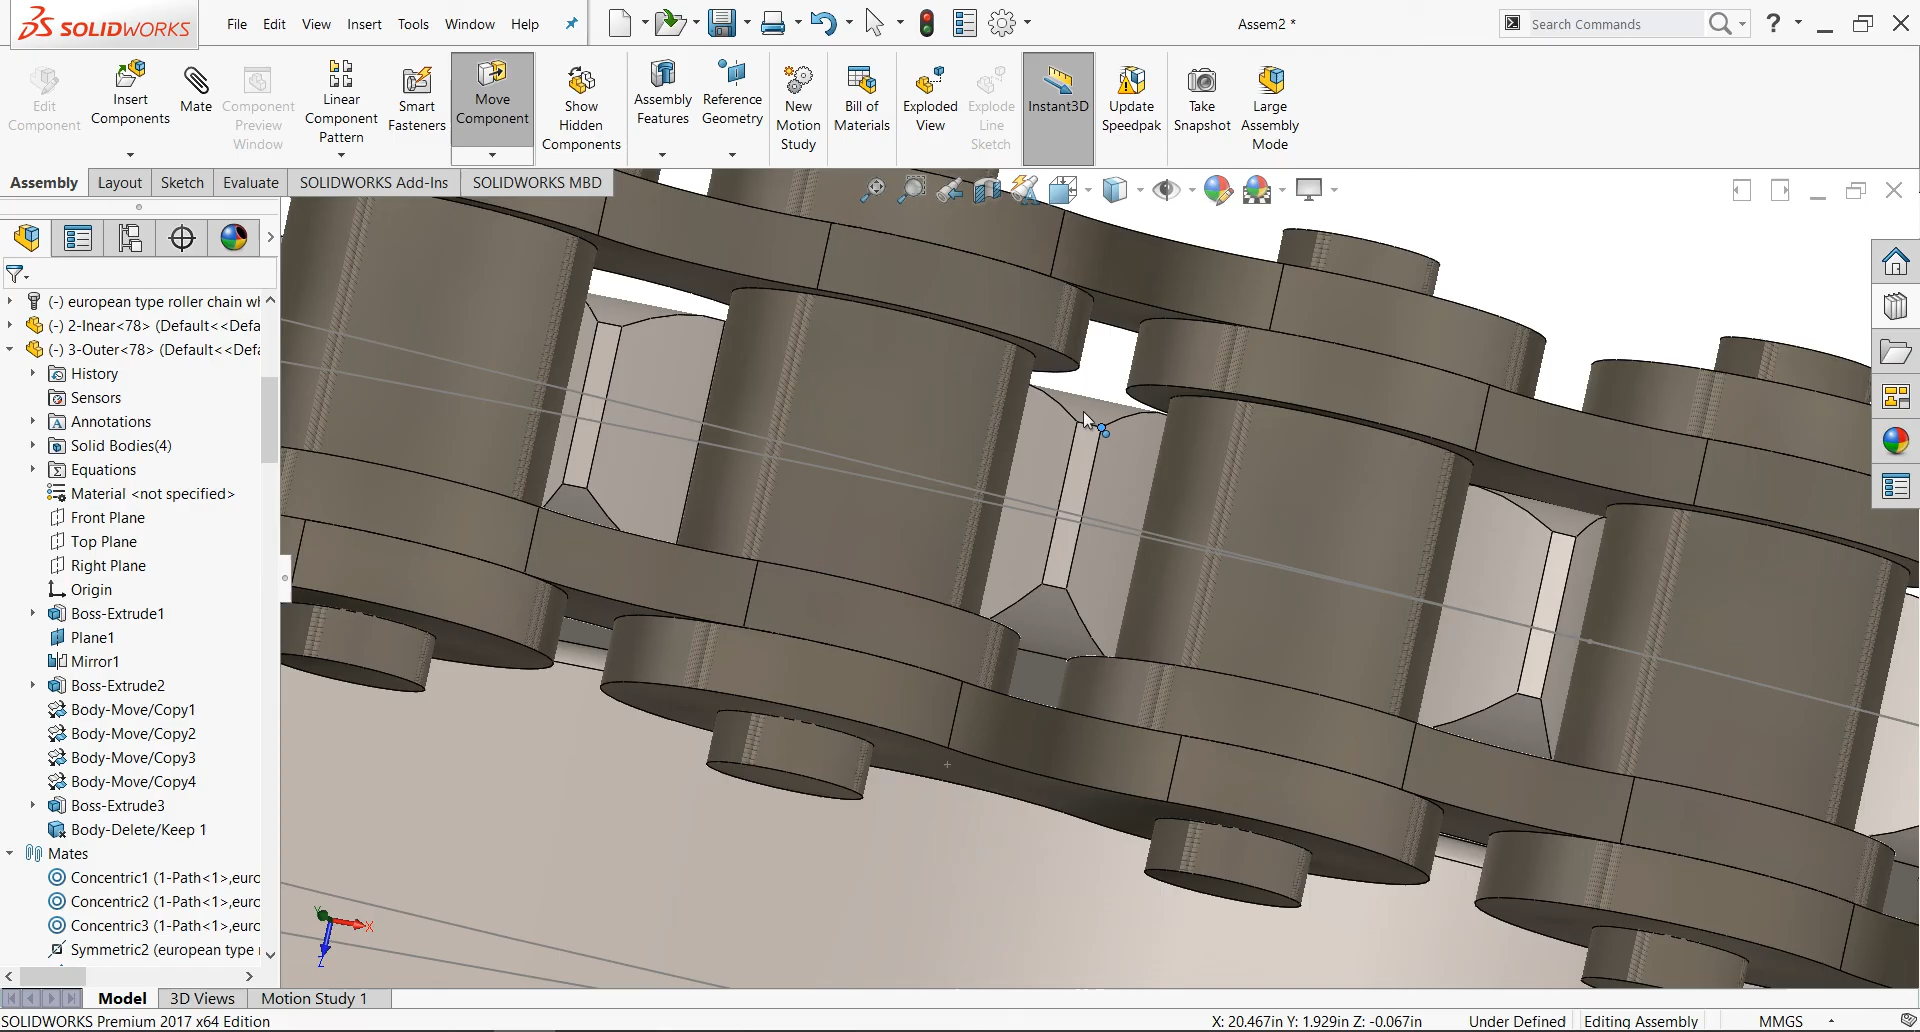 SOLIDWORKS
File Edit View Insert Tools Window Help
Assem2 *
Search Commands
?
Edit Component
Insert Components
Mate
Component Preview Window
Linear Component Pattern
Smart Fasteners
Move Component
Show Hidden Components
Assembly Features
Reference Geometry
New Motion Study
Bill of Materials
Exploded View
Explode Line Sketch
Instant3D
Update Speedpak
Take Snapshot
Large Assembly Mode
Assembly Layout Sketch Evaluate SOLIDWORKS Add-Ins SOLIDWORKS MBD
(-) european type roller chain wh
(-) 2-Inear<78> (Default<<Defa
(-) 3-Outer<78> (Default<<Defa
History
Sensors
Annotations
Solid Bodies(4)
Equations
Material <not specified>
Front Plane
Top Plane
Right Plane
Origin
Boss-Extrude1
Plane1
Mirror1
Boss-Extrude2
Body-Move/Copy1
Body-Move/Copy2
Body-Move/Copy3
Body-Move/Copy4
Boss-Extrude3
Body-Delete/Keep 1
Mates
Concentric1 (1-Path<1>,euro
Concentric2 (1-Path<1>,euro
Concentric3 (1-Path<1>,euro
Symmetric2 (european type
Y X Z
Model 3D Views Motion Study 1
SOLIDWORKS Premium 2017 x64 Edition
X: 20.467in Y: 1.929in Z: -0.067in Under Defined Editing Assembly MMGS